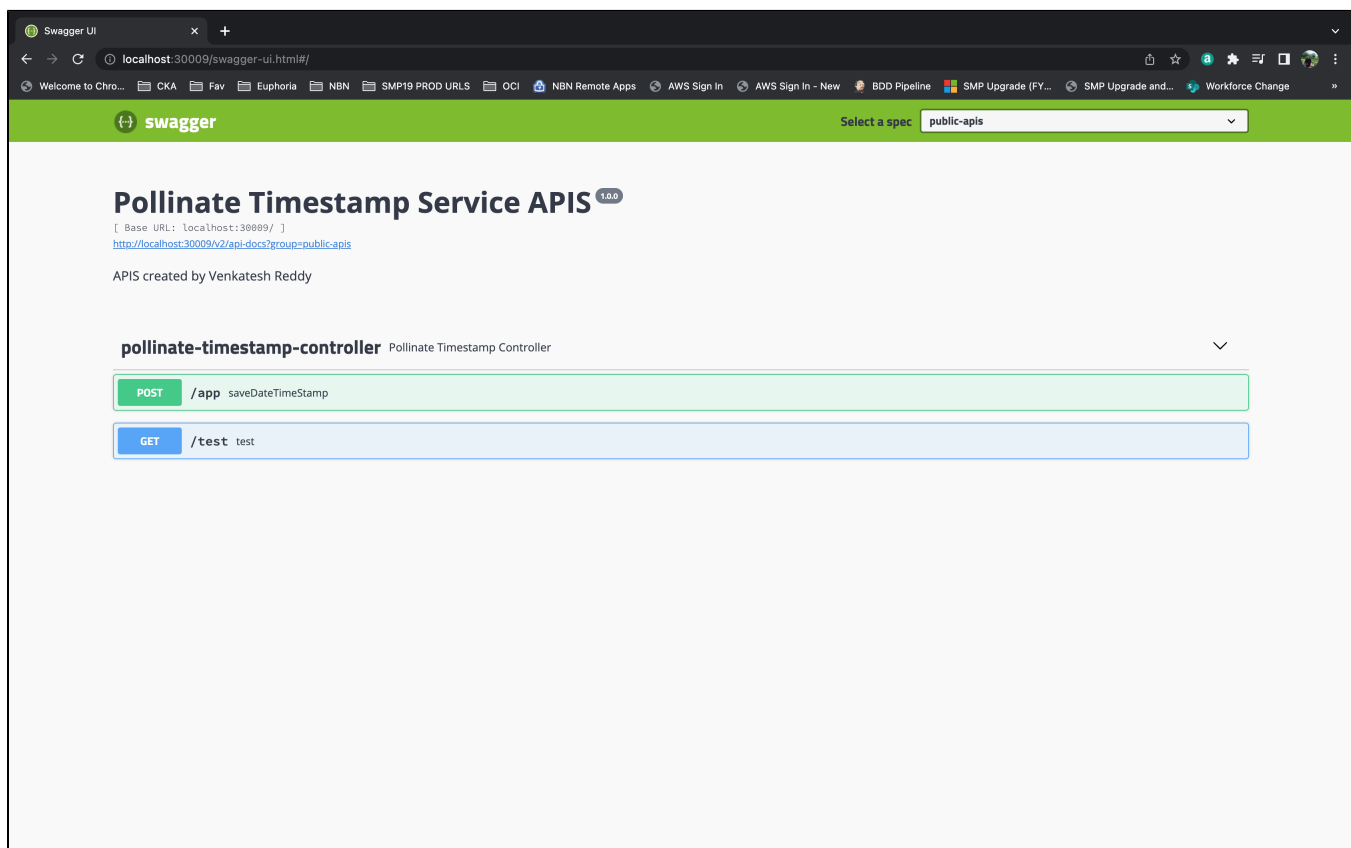 Swagger UI
localhost:30009/swagger-ui.html#/
Welcome to Chro... CKA Fav Euphoria NBN SMP19 PROD URLS OCI NBN Remote Apps AWS Sign In AWS Sign In - New BDD Pipeline SMP Upgrade (FY... SMP Upgrade and... Workforce Change »
swagger Select a spec public-apis
Pollinate Timestamp Service APIS 1.0.0
[ Base URL: localhost:30009/ ]
http://localhost:30009/v2/api-docs?group=public-apis
APIS created by Venkatesh Reddy
pollinate-timestamp-controller Pollinate Timestamp Controller
POST /app saveDateTimeStamp
GET /test test